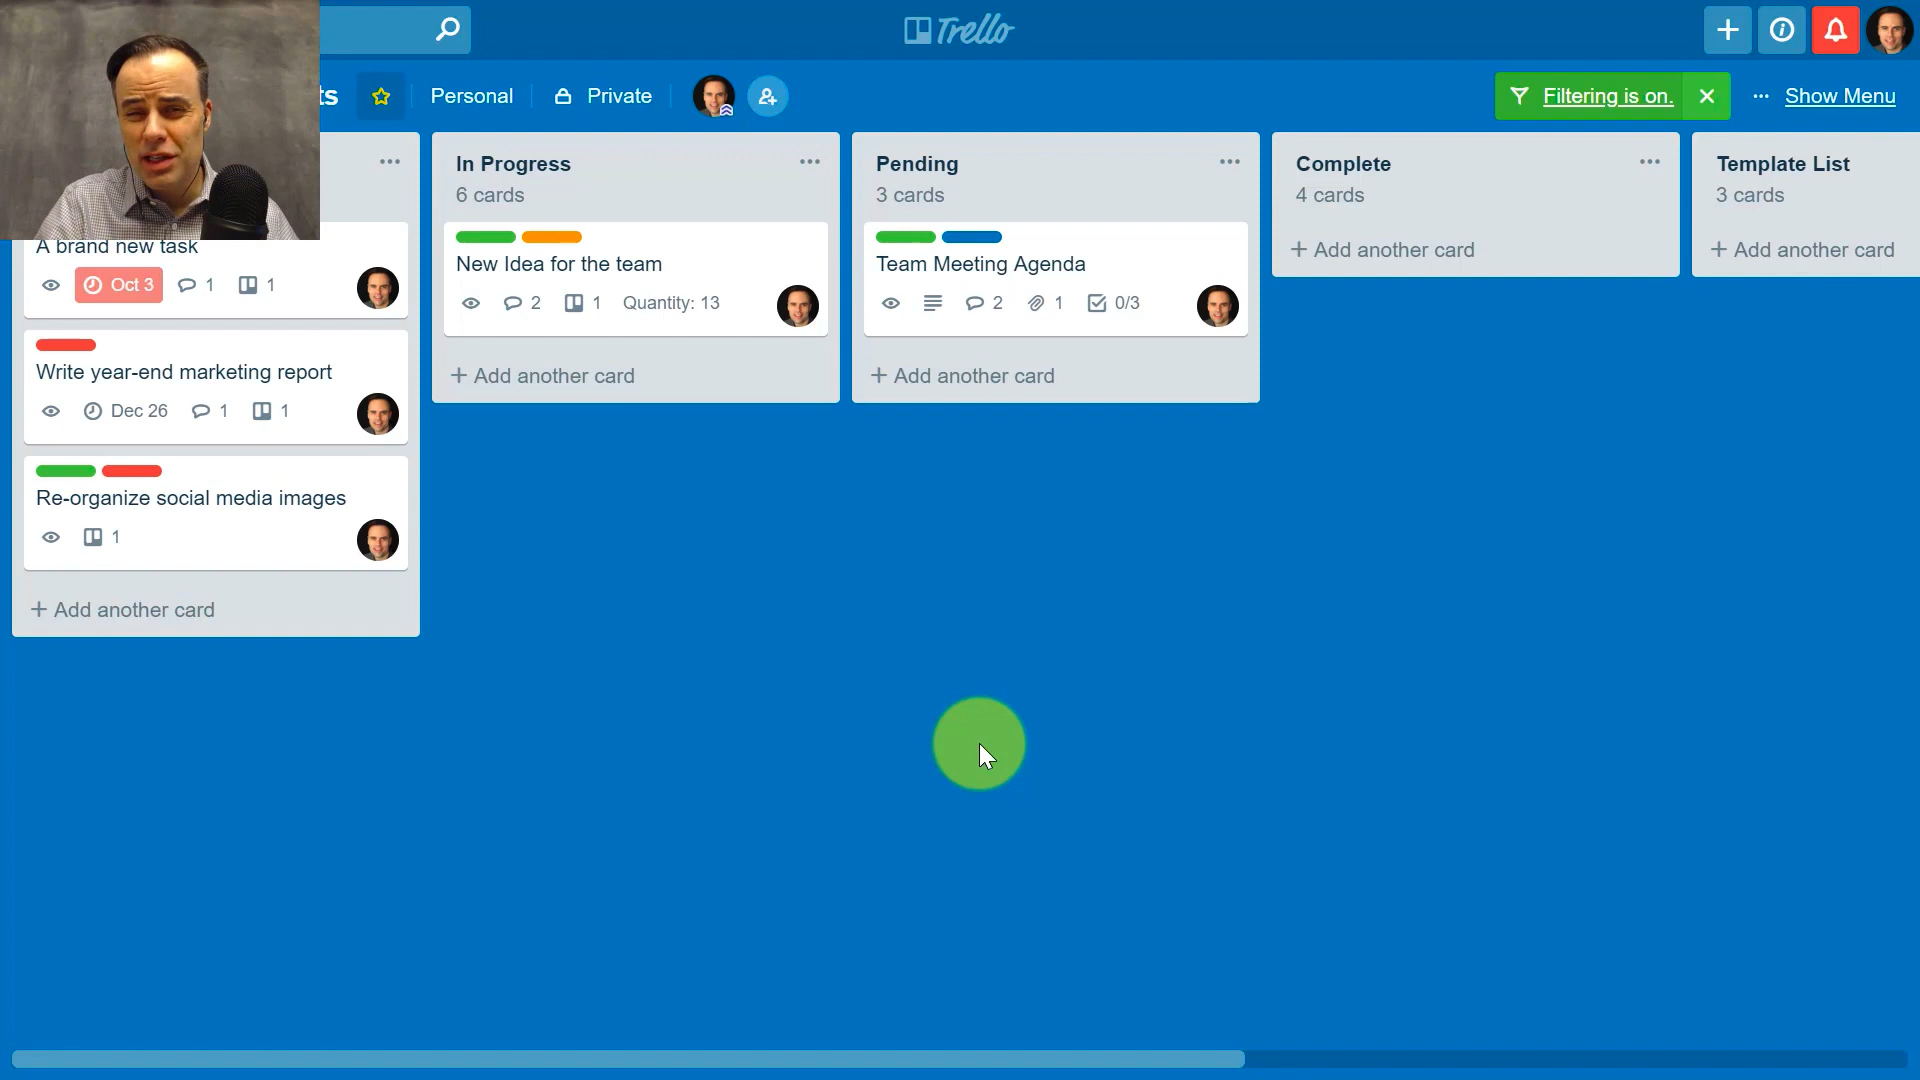 Trello
ts
Personal
Private
Filtering is on.
Show Menu
A brand new task
Oct 3
1
1
Write year-end marketing report
Dec 26
1
1
Re-organize social media images
1
+ Add another card
In Progress
6 cards
New Idea for the team
2
1
Quantity: 13
+ Add another card
Pending
3 cards
Team Meeting Agenda
2
1
0/3
+ Add another card
Complete
4 cards
+ Add another card
Template List
3 cards
+ Add another card